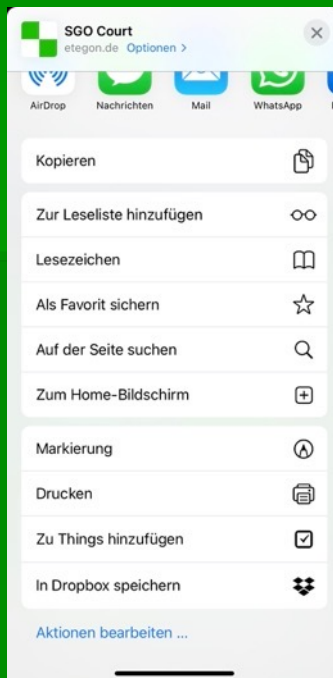 SGO Court
etegon.de Optionen >
AirDrop Nachrichten Mail WhatsApp
Kopieren
Zur Leseliste hinzufügen
Lesezeichen
Als Favorit sichern
Auf der Seite suchen
Zum Home-Bildschirm
Markierung
Drucken
Zu Things hinzufügen
In Dropbox speichern
Aktionen bearbeiten ...